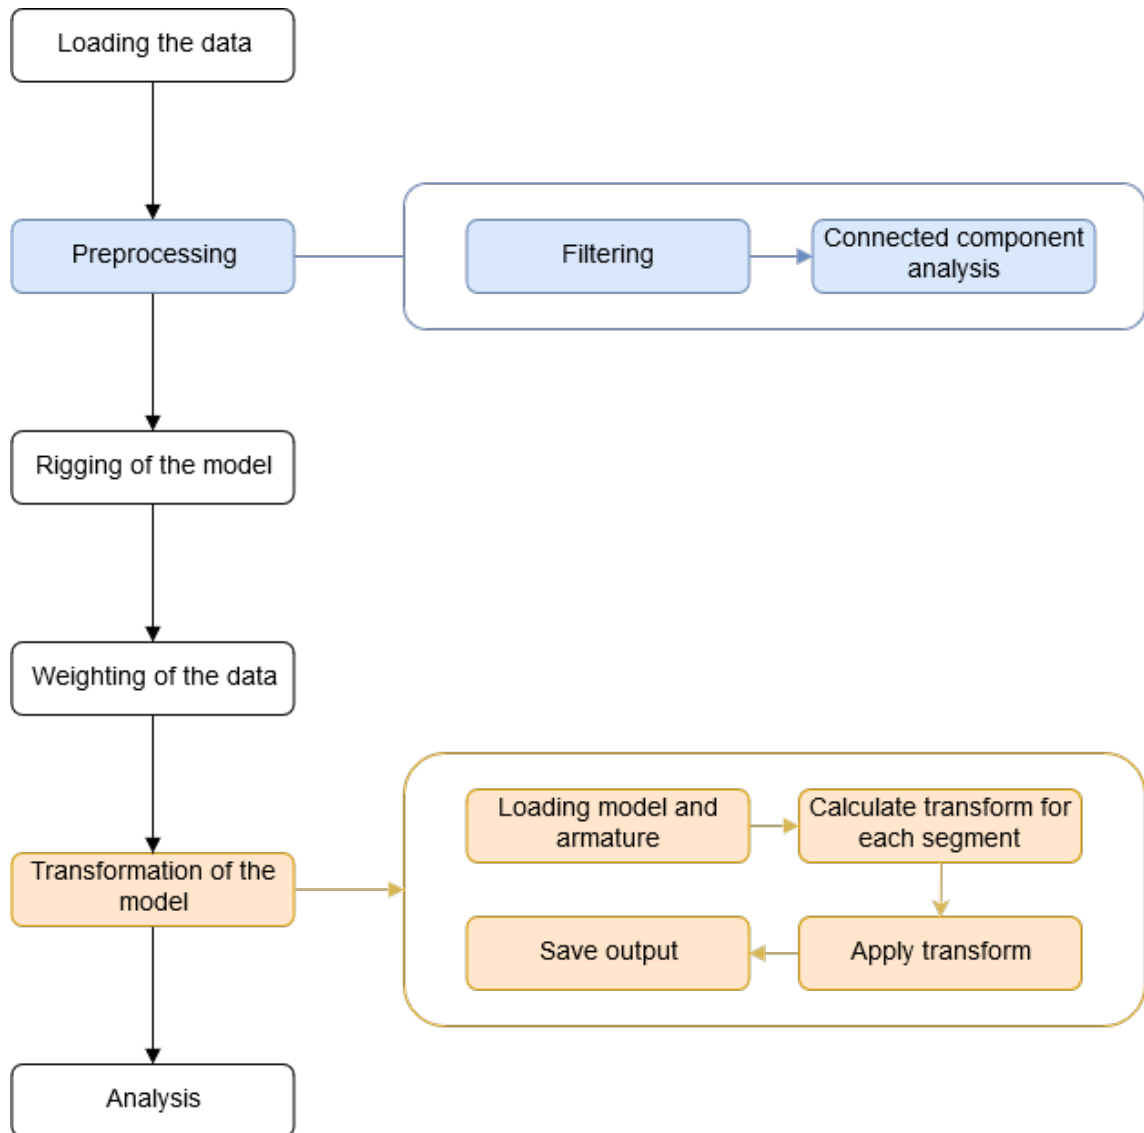 Loading the data
Preprocessing
Filtering
Connected component
analysis
Rigging of the model
Weighting of the data
Transformation of the
model
Loading model and
armature
Calculate transform for
each segment
Save output
Apply transform
Analysis